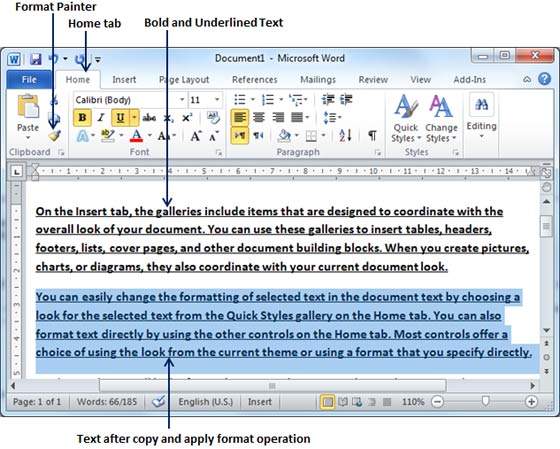 Format Painter
Home tab
Bold and Underlined Text
Document1 - Microsoft Word
File Home Insert Page Layout References Mailings Review View Add-Ins
Calibri (Body) 11
Paste
B I U abc x₂ x²
A ab A Aa A A
Quick Styles
Change Styles
Editing
Clipboard Font Paragraph Styles
On the Insert tab, the galleries include items that are designed to coordinate with the
overall look of your document. You can use these galleries to insert tables, headers,
footers, lists, cover pages, and other document building blocks. When you create pictures,
charts, or diagrams, they also coordinate with your current document look.
You can easily change the formatting of selected text in the document text by choosing a
look for the selected text from the Quick Styles gallery on the Home tab. You can also
format text directly by using the other controls on the Home tab. Most controls offer a
choice of using the look from the current theme or using a format that you specify directly.
Page: 1 of 1 Words: 66/185 English (U.S.) Insert 110%
Text after copy and apply format operation